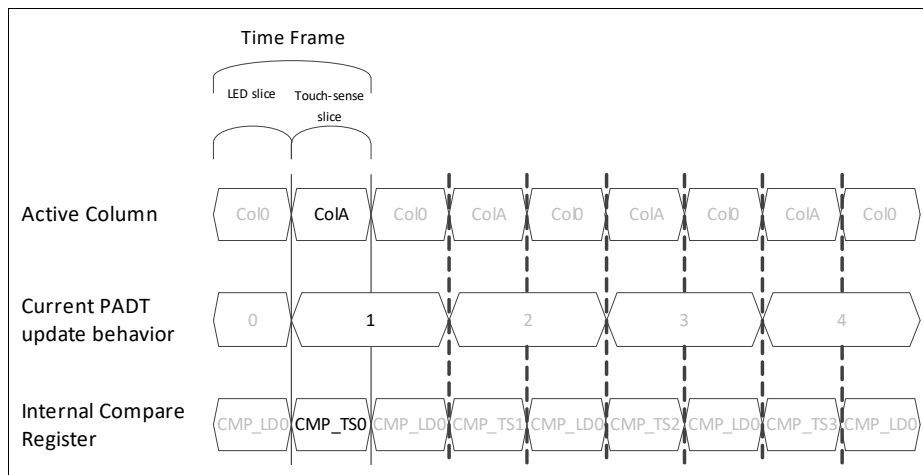 Time Frame
LED slice
Touch-sense
slice
Active Column
Col0 ColA Col0 ColA Col0 ColA Col0 ColA Col0
Current PADT
update behavior
0 1 2 3 4
Internal Compare
Register
CMP_LD0 CMP_TS0 CMP_LD0 CMP_TS1 CMP_LD0 CMP_TS2 CMP_LD0 CMP_TS3 CMP_LD0